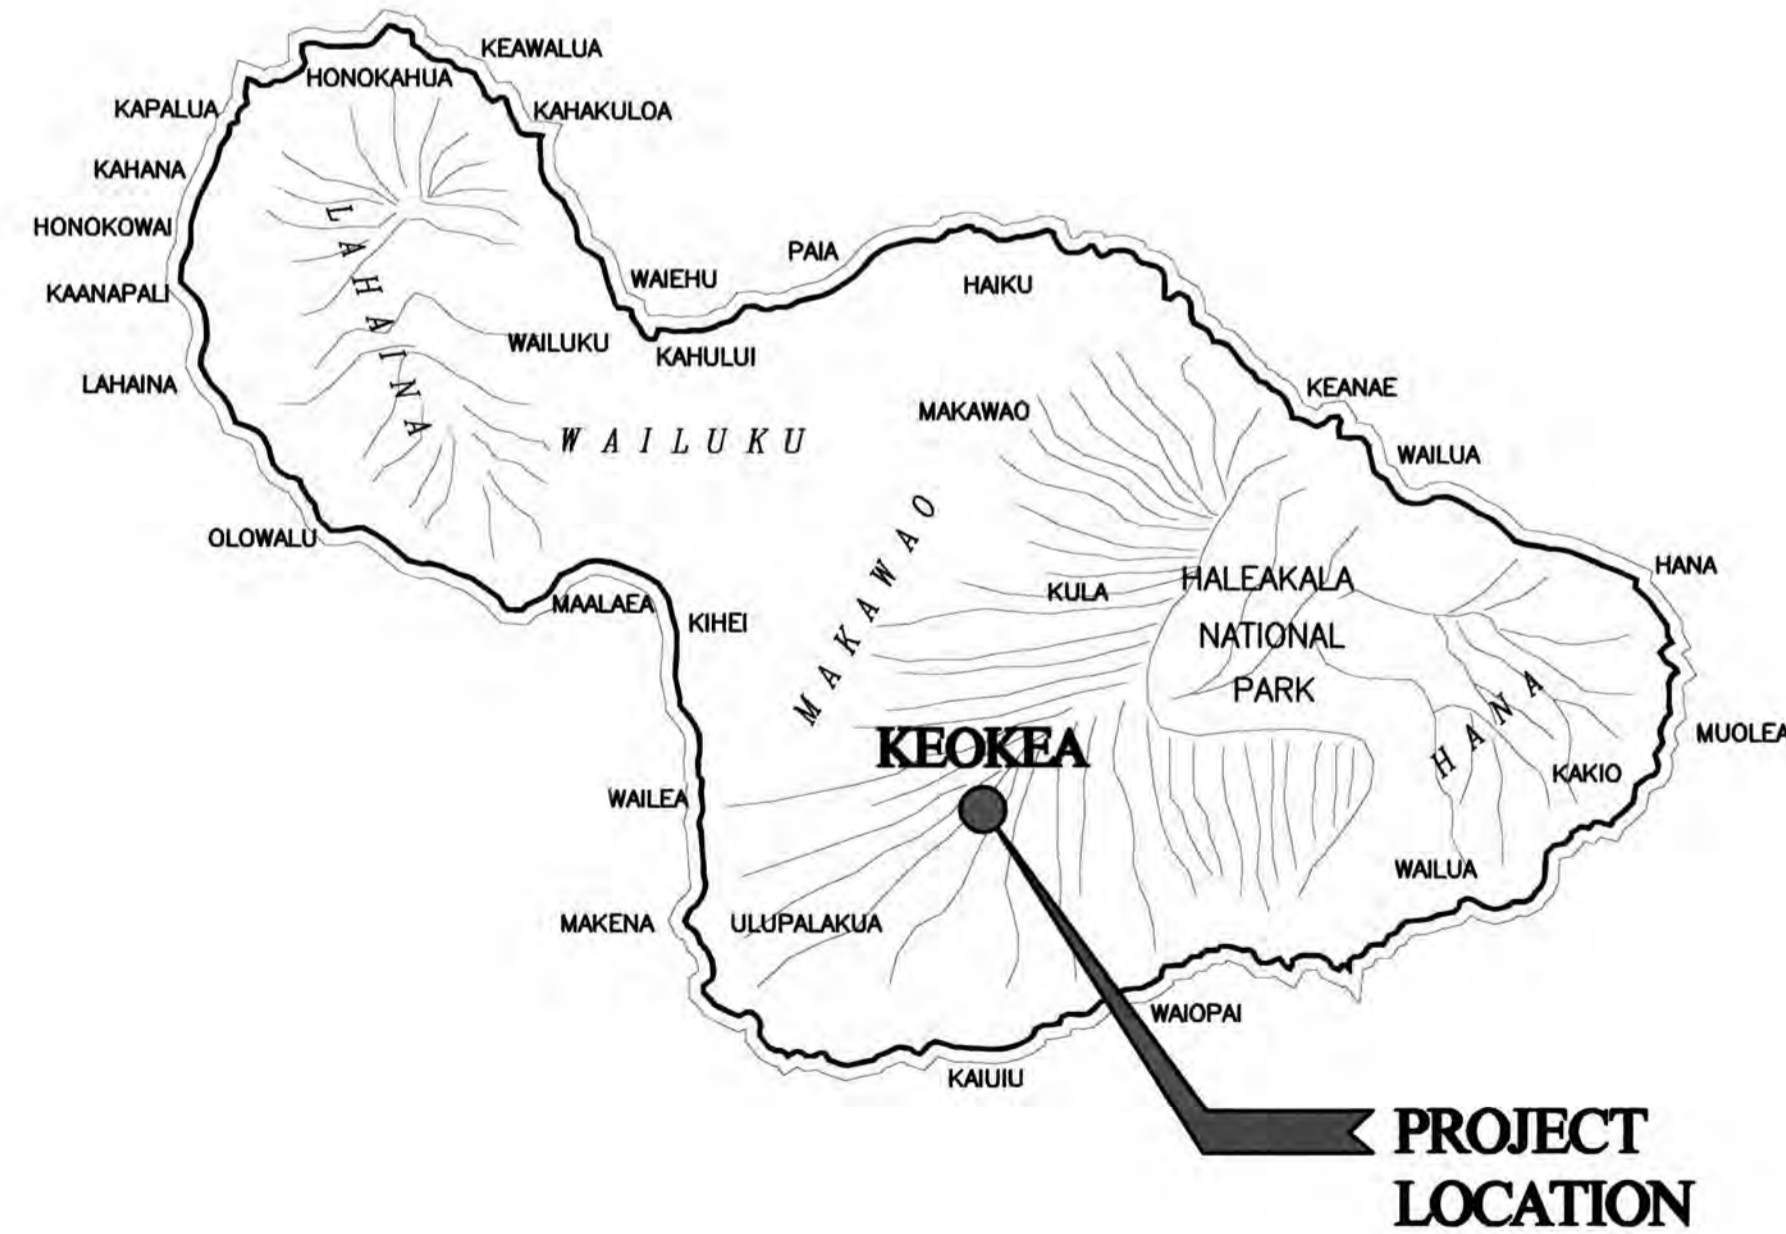 KEAWALUA
HONOKAHUA
KAPALUA
KAHAKULOA
KAHANA
HONOKOWAI
LAHAINA
KAANAPALI
WAIEHU
PAIA
HAIKU
WAILUKU
KAHULUI
LAHAINA
KEANAE
MAKAWAO
WAILUKU
WAILUA
MAKAWAO
OLOWALU
HANA
MAALAEA
KIHEI
KULA
HALEAKALA
NATIONAL
PARK
HANA
MUOLEA
KEOKEA
KAKIO
WAILEA
WAILUA
MAKENA
ULUPALAKUA
WAIOPAI
KAIUIU
PROJECT
LOCATION